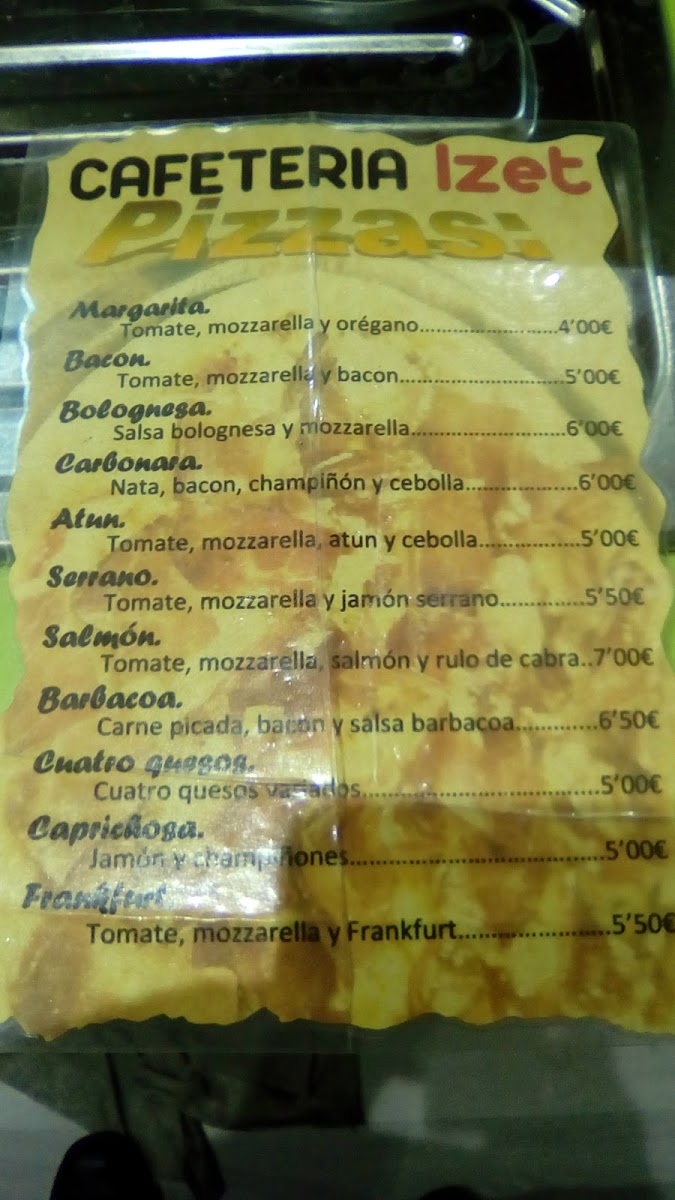 CAFETERIA Izet
Pizzas:
Margarita.
Tomate, mozzarella y orégano.........................4'00€
Bacon.
Tomate, mozzarella y bacon..............................5'00€
Bolognesa.
Salsa bolognesa y mozzarella...........................6'00€
Carbonara.
Nata, bacon, champiñón y cebolla...................6'00€
Atun.
Tomate, mozzarella, atun y cebolla..................5'00€
Serrano.
Tomate, mozzarella y jamón serrano...............5'50€
Salmón.
Tomate, mozzarella, salmón y rulo de cabra..7'00€
Barbacoa.
Carne picada, bacon y salsa barbacoa.............6'50€
Cuatro quesos.
Cuatro quesos variados.......................................5'00€
Caprichosa.
Jamón y champiñones.........................................5'00€
Frankfurt
Tomate, mozzarella y Frankfurt........................5'50€